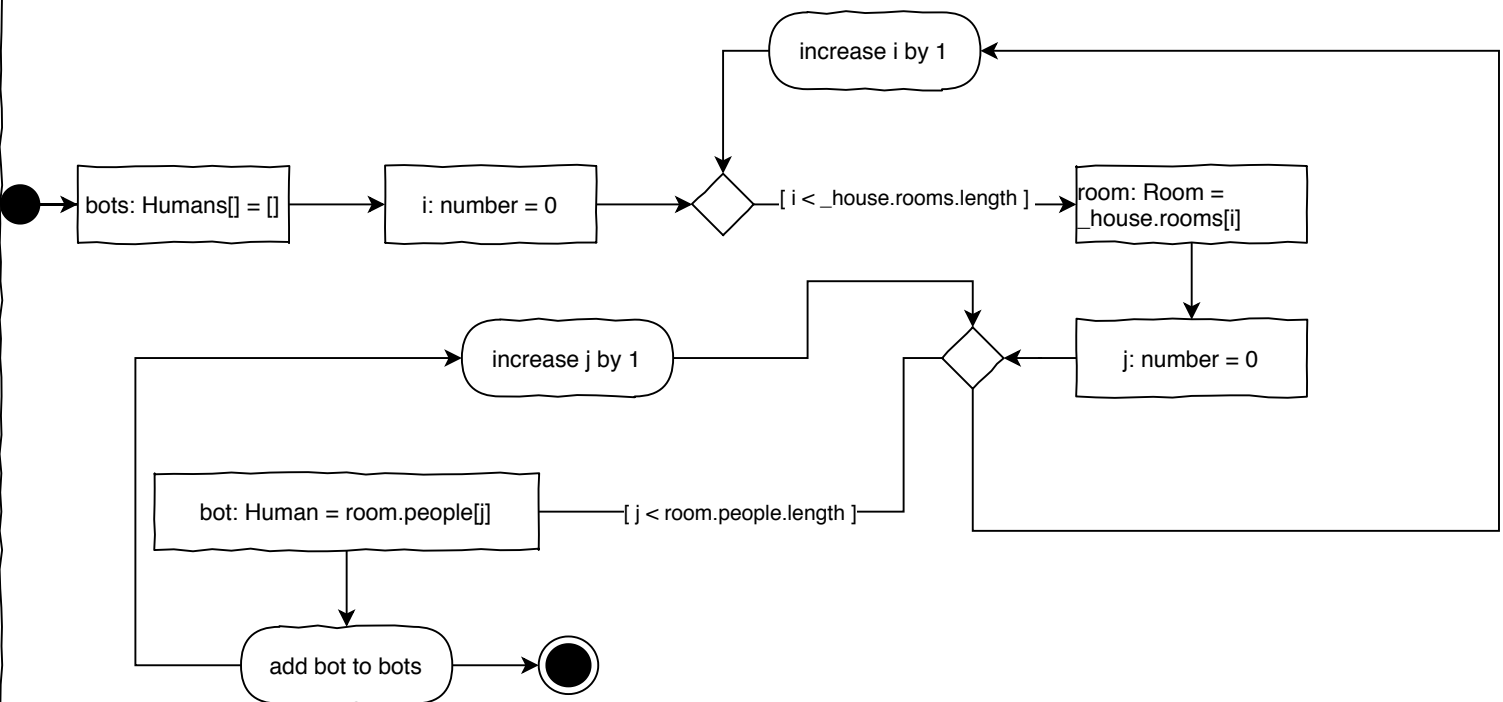 increase i by 1
bots: Humans[] = []
i: number = 0
[ i < _house.rooms.length ]
room: Room =
_house.rooms[i]
increase j by 1
j: number = 0
bot: Human = room.people[j]
[ j < room.people.length ]
add bot to bots